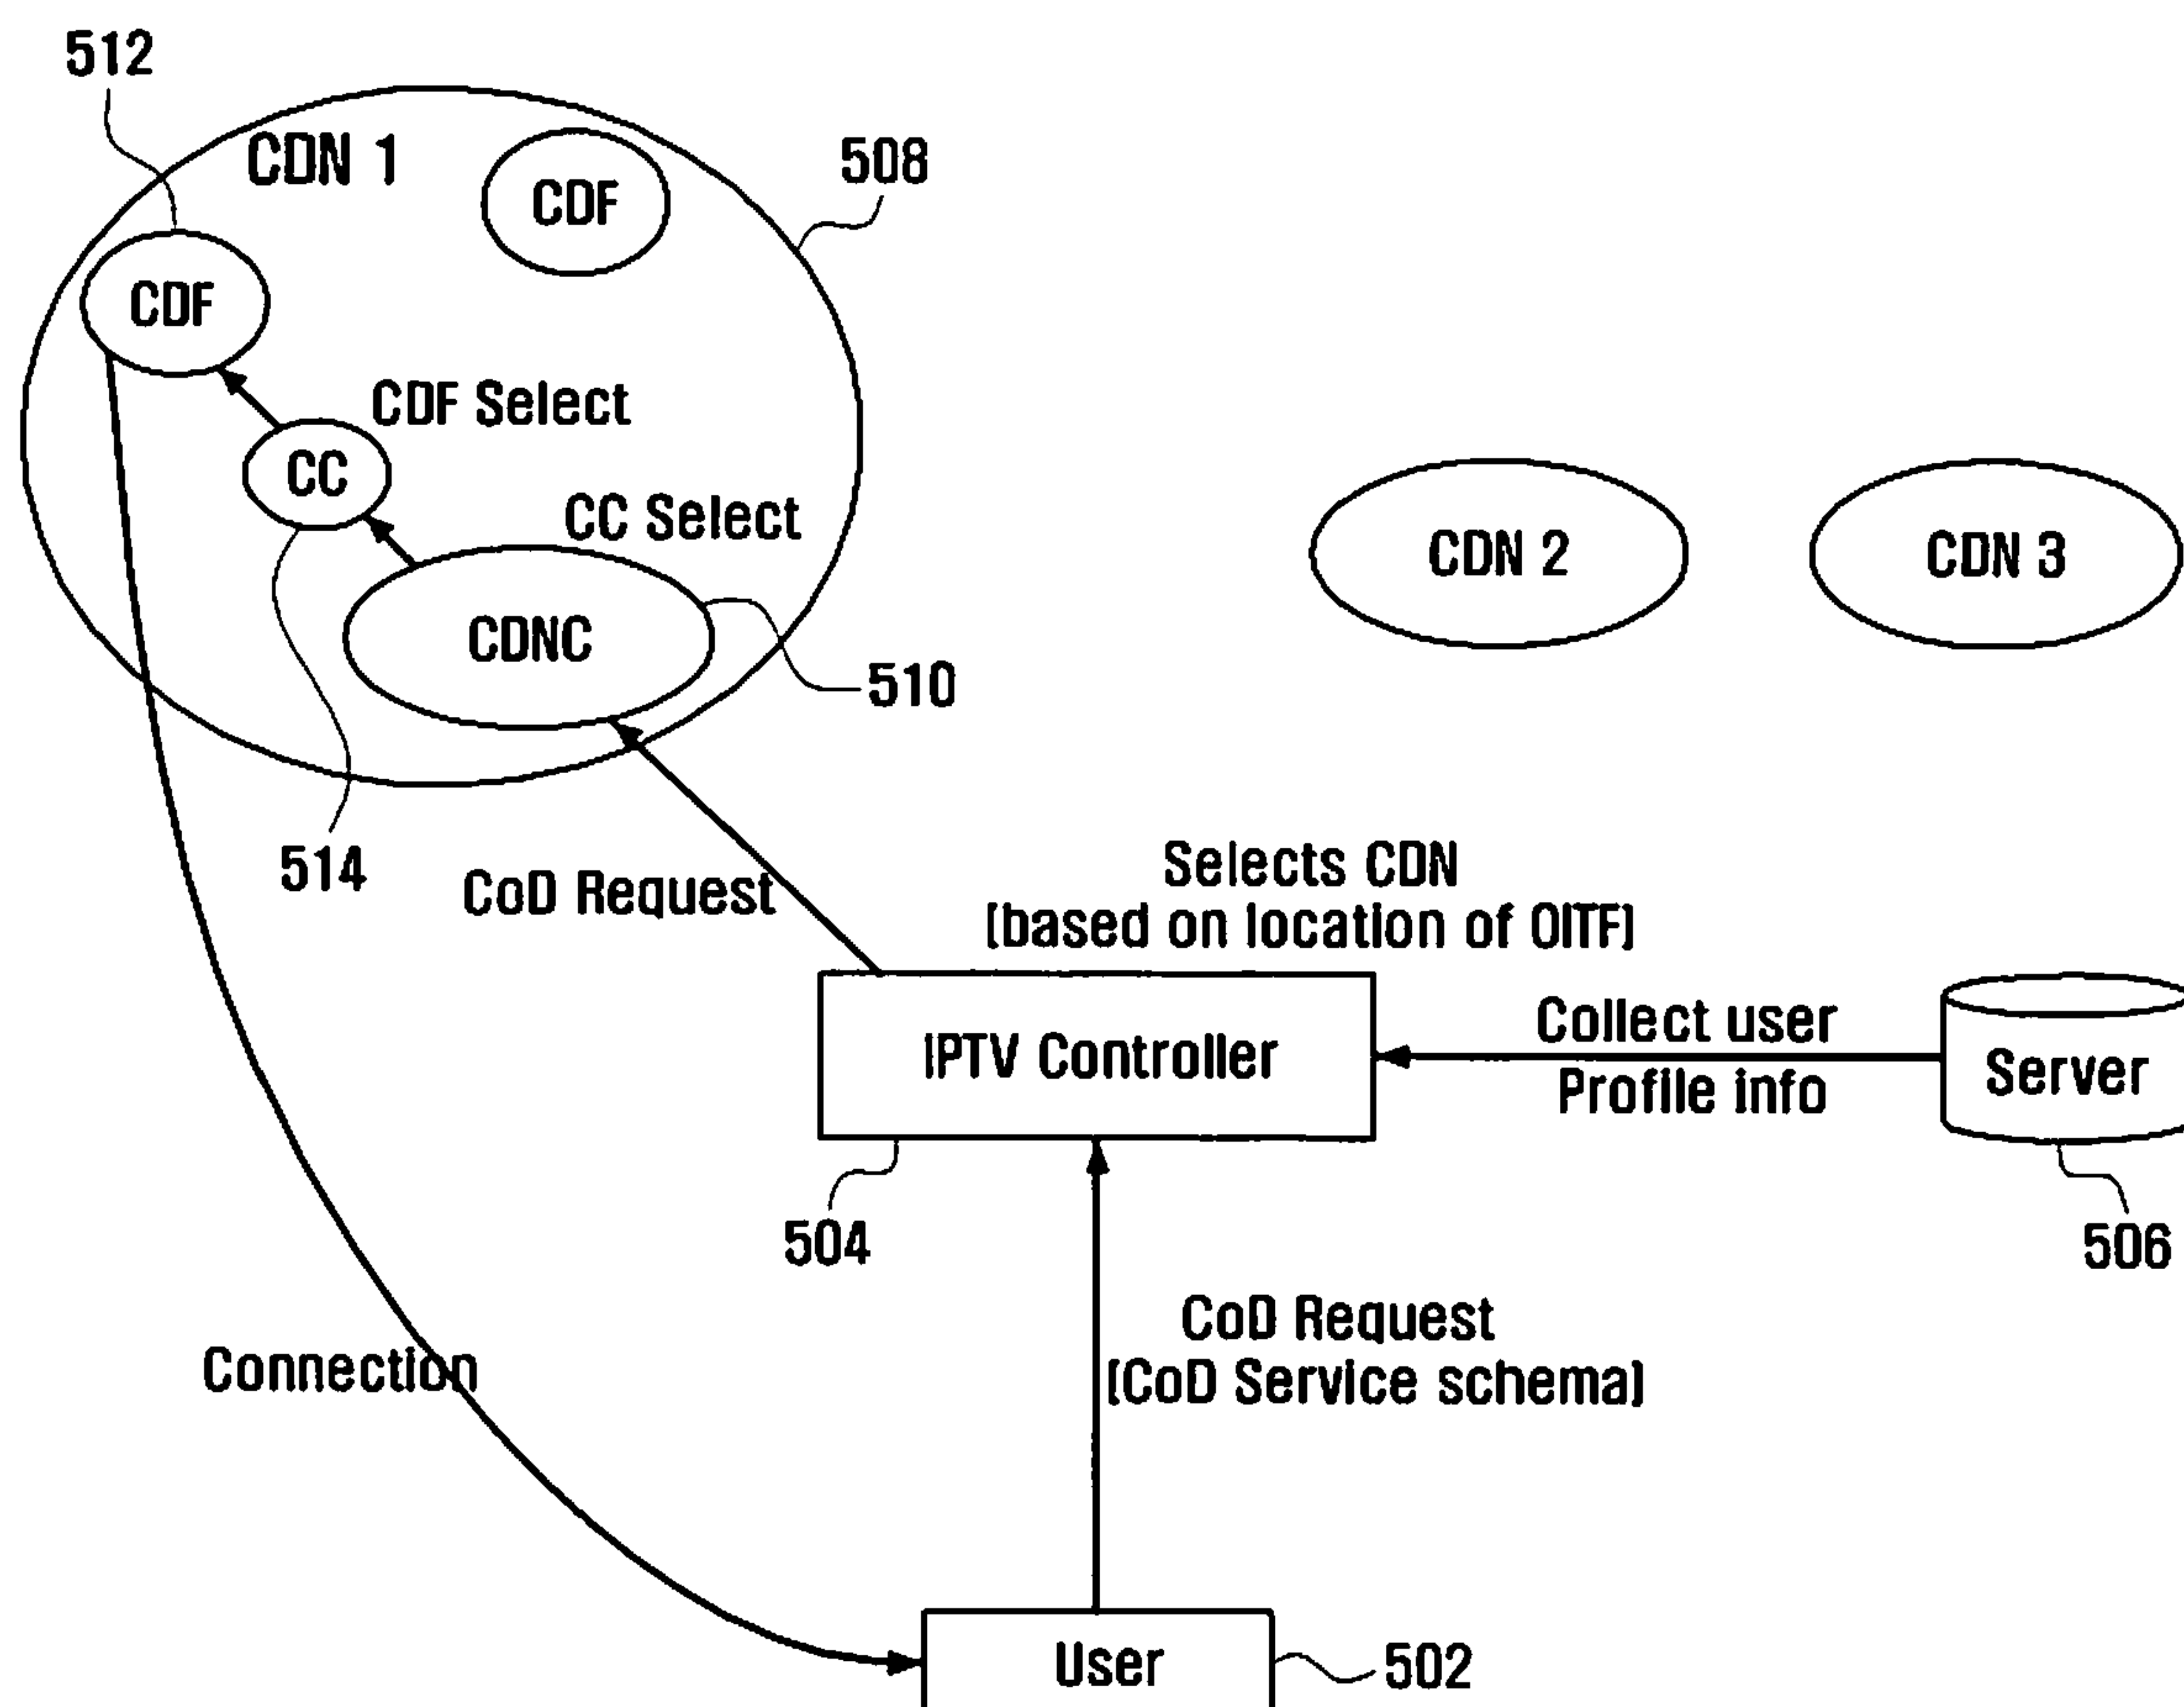 512
CDN 1
CDF
508
CDF
CDF Select
CC
CC Select
CDN 2
CDN 3
CDNC
510
514
CoD Request
Selects CDN
(based on location of OITF)
IPTV Controller
Collect user
Profile info
Server
504
506
CoD Request
(CoD Service schema)
Connection
User
502